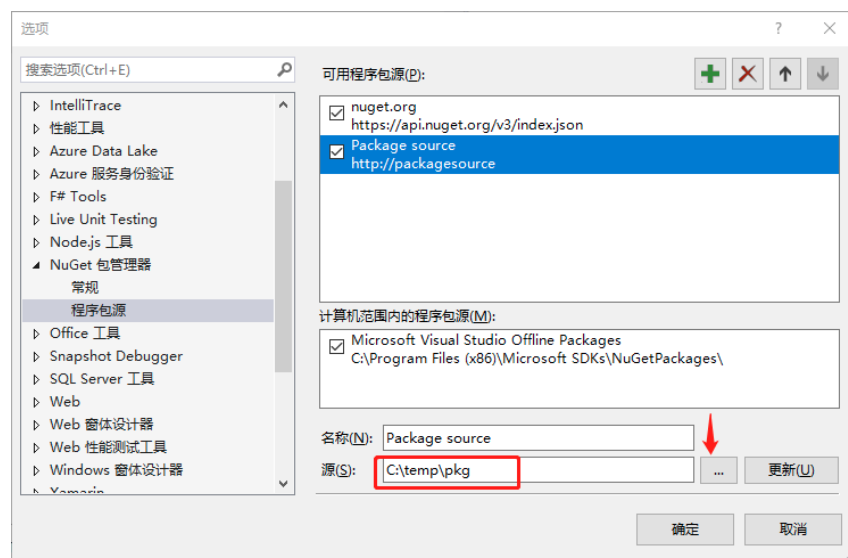 选项
搜索选项(Ctrl+E)
IntelliTrace
性能工具
Azure Data Lake
Azure 服务身份验证
F# Tools
Live Unit Testing
Node.js 工具
NuGet 包管理器
常规
程序包源
Office 工具
Snapshot Debugger
SQL Server 工具
Web
Web 窗体设计器
Web 性能测试工具
Windows 窗体设计器
Xamarin
可用程序包源(P):
nuget.org
https://api.nuget.org/v3/index.json
Package source
http://packagesource
计算机范围内的程序包源(M):
Microsoft Visual Studio Offline Packages
C:\Program Files (x86)\Microsoft SDKs\NuGetPackages\
名称(N): Package source
源(S): C:\temp\pkg ... 更新(U)
确定 取消